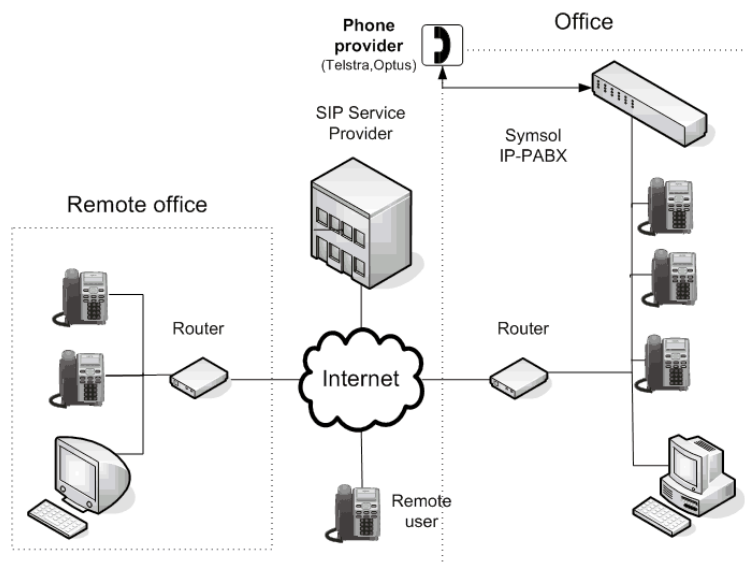 Phone
provider
(Telstra,Optus)
Office
SIP Service
Provider
Symsol
IP-PABX
Remote office
Router
Router
Internet
Remote
user